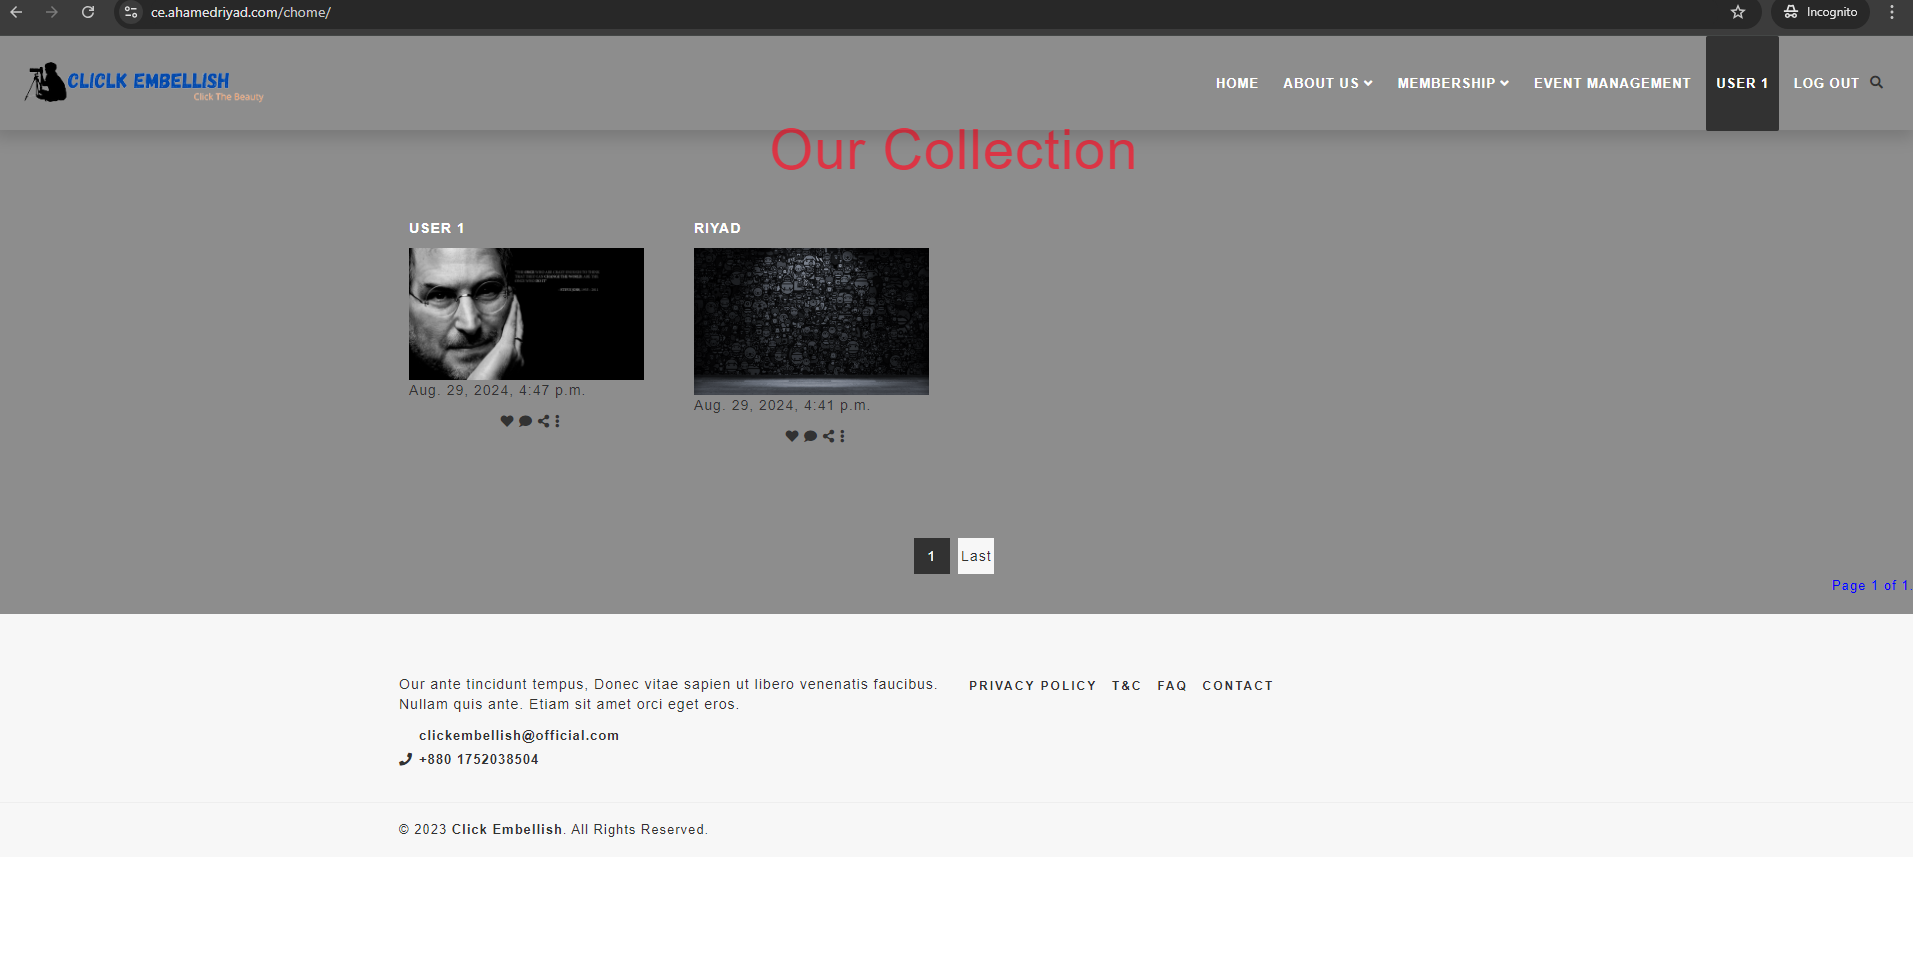 ce.ahamedriyad.com/chome/
Incognito
CLICLK EMBELLISH
Click The Beauty
HOME ABOUT US MEMBERSHIP EVENT MANAGEMENT USER 1 LOG OUT
Our Collection
USER 1
RIYAD
Aug. 29, 2024, 4:47 p.m.
Aug. 29, 2024, 4:41 p.m.
1 Last
Page 1 of 1.
Our ante tincidunt tempus, Donec vitae sapien ut libero venenatis faucibus.
Nullam quis ante. Etiam sit amet orci eget eros.
PRIVACY POLICY T&C FAQ CONTACT
clickembellish@official.com
+880 1752038504
© 2023 Click Embellish. All Rights Reserved.